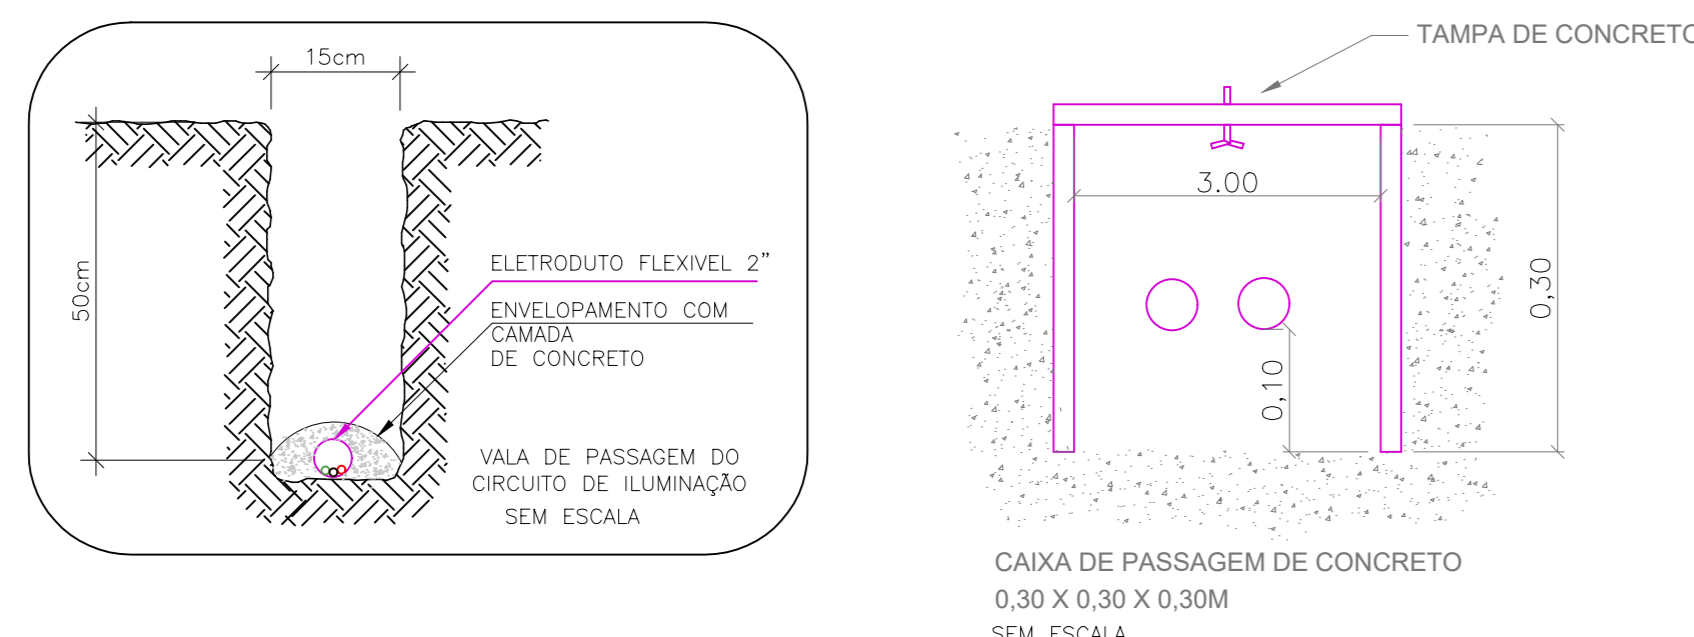 15cm
50cm
ELETRODUTO FLEXIVEL 2”
ENVELOPAMENTO COM
CAMADA
DE CONCRETO
VALA DE PASSAGEM DO
CIRCUITO DE ILUMINAÇÃO
SEM ESCALA
TAMPA DE CONCRETO
3.00
0,30
0,10
CAIXA DE PASSAGEM DE CONCRETO
0,30 X 0,30 X 0,30M
SEM ESCALA